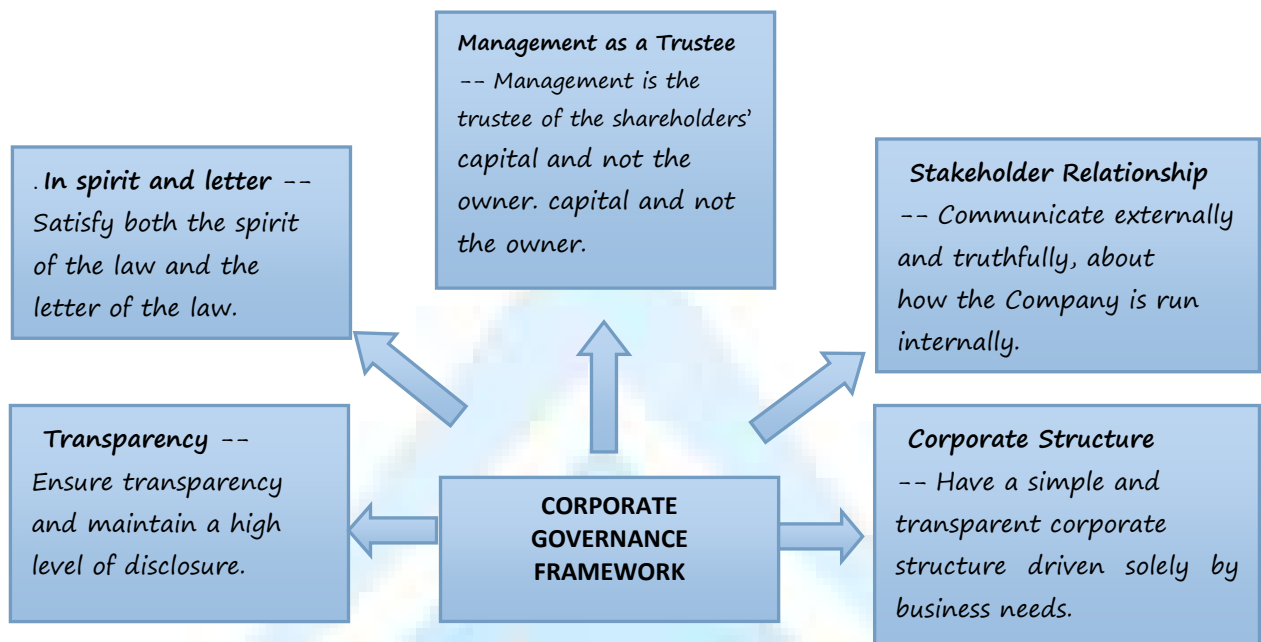 Management as a Trustee
-- Management is the
trustee of the shareholders'
capital and not the
owner. capital and not
the owner.
. In spirit and letter --
Satisfy both the spirit
of the law and the
letter of the law.
Stakeholder Relationship
-- Communicate externally
and truthfully, about
how the Company is run
internally.
Transparency --
Ensure transparency
and maintain a high
level of disclosure.
CORPORATE
GOVERNANCE
FRAMEWORK
Corporate Structure
-- Have a simple and
transparent corporate
structure driven solely by
business needs.